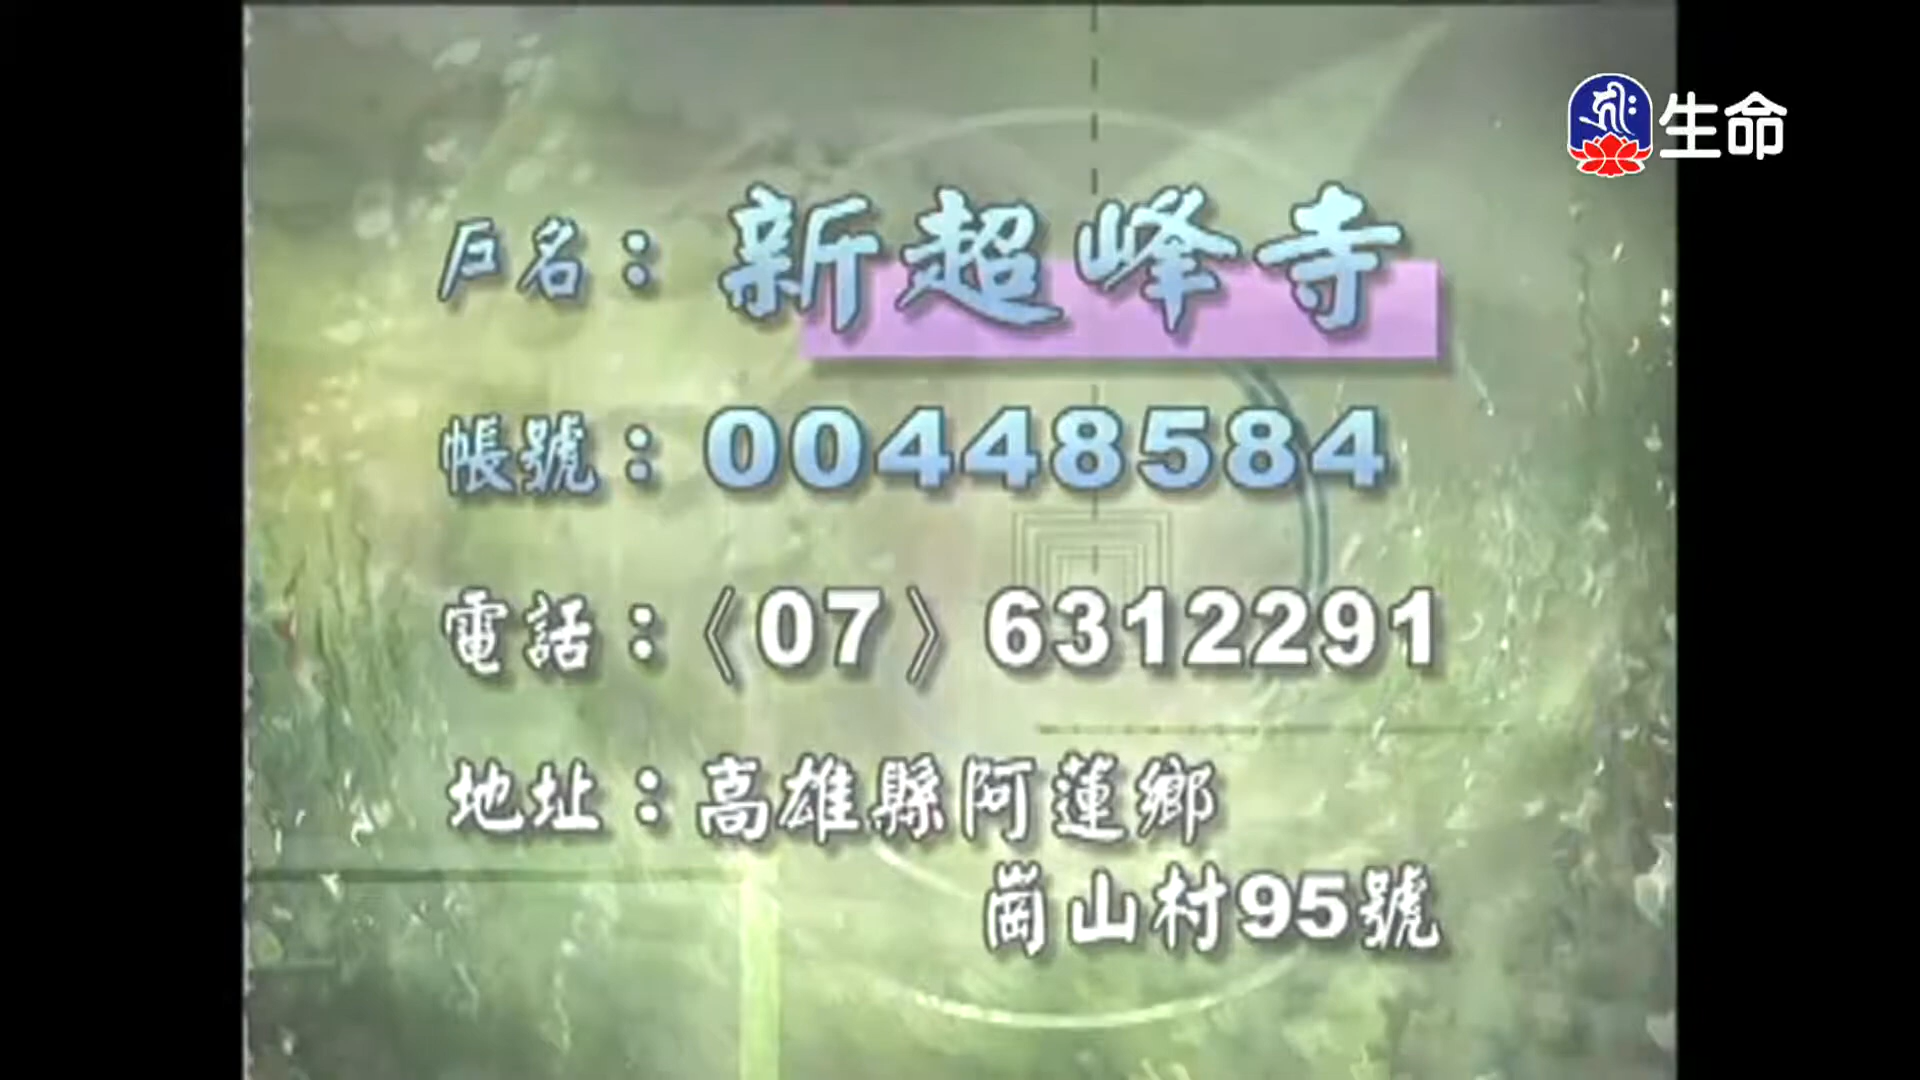 生命
戶名：新超峰寺
帳號：00448584
電話：〈07〉6312291
地址：高雄縣阿蓮鄉
崗山村95號